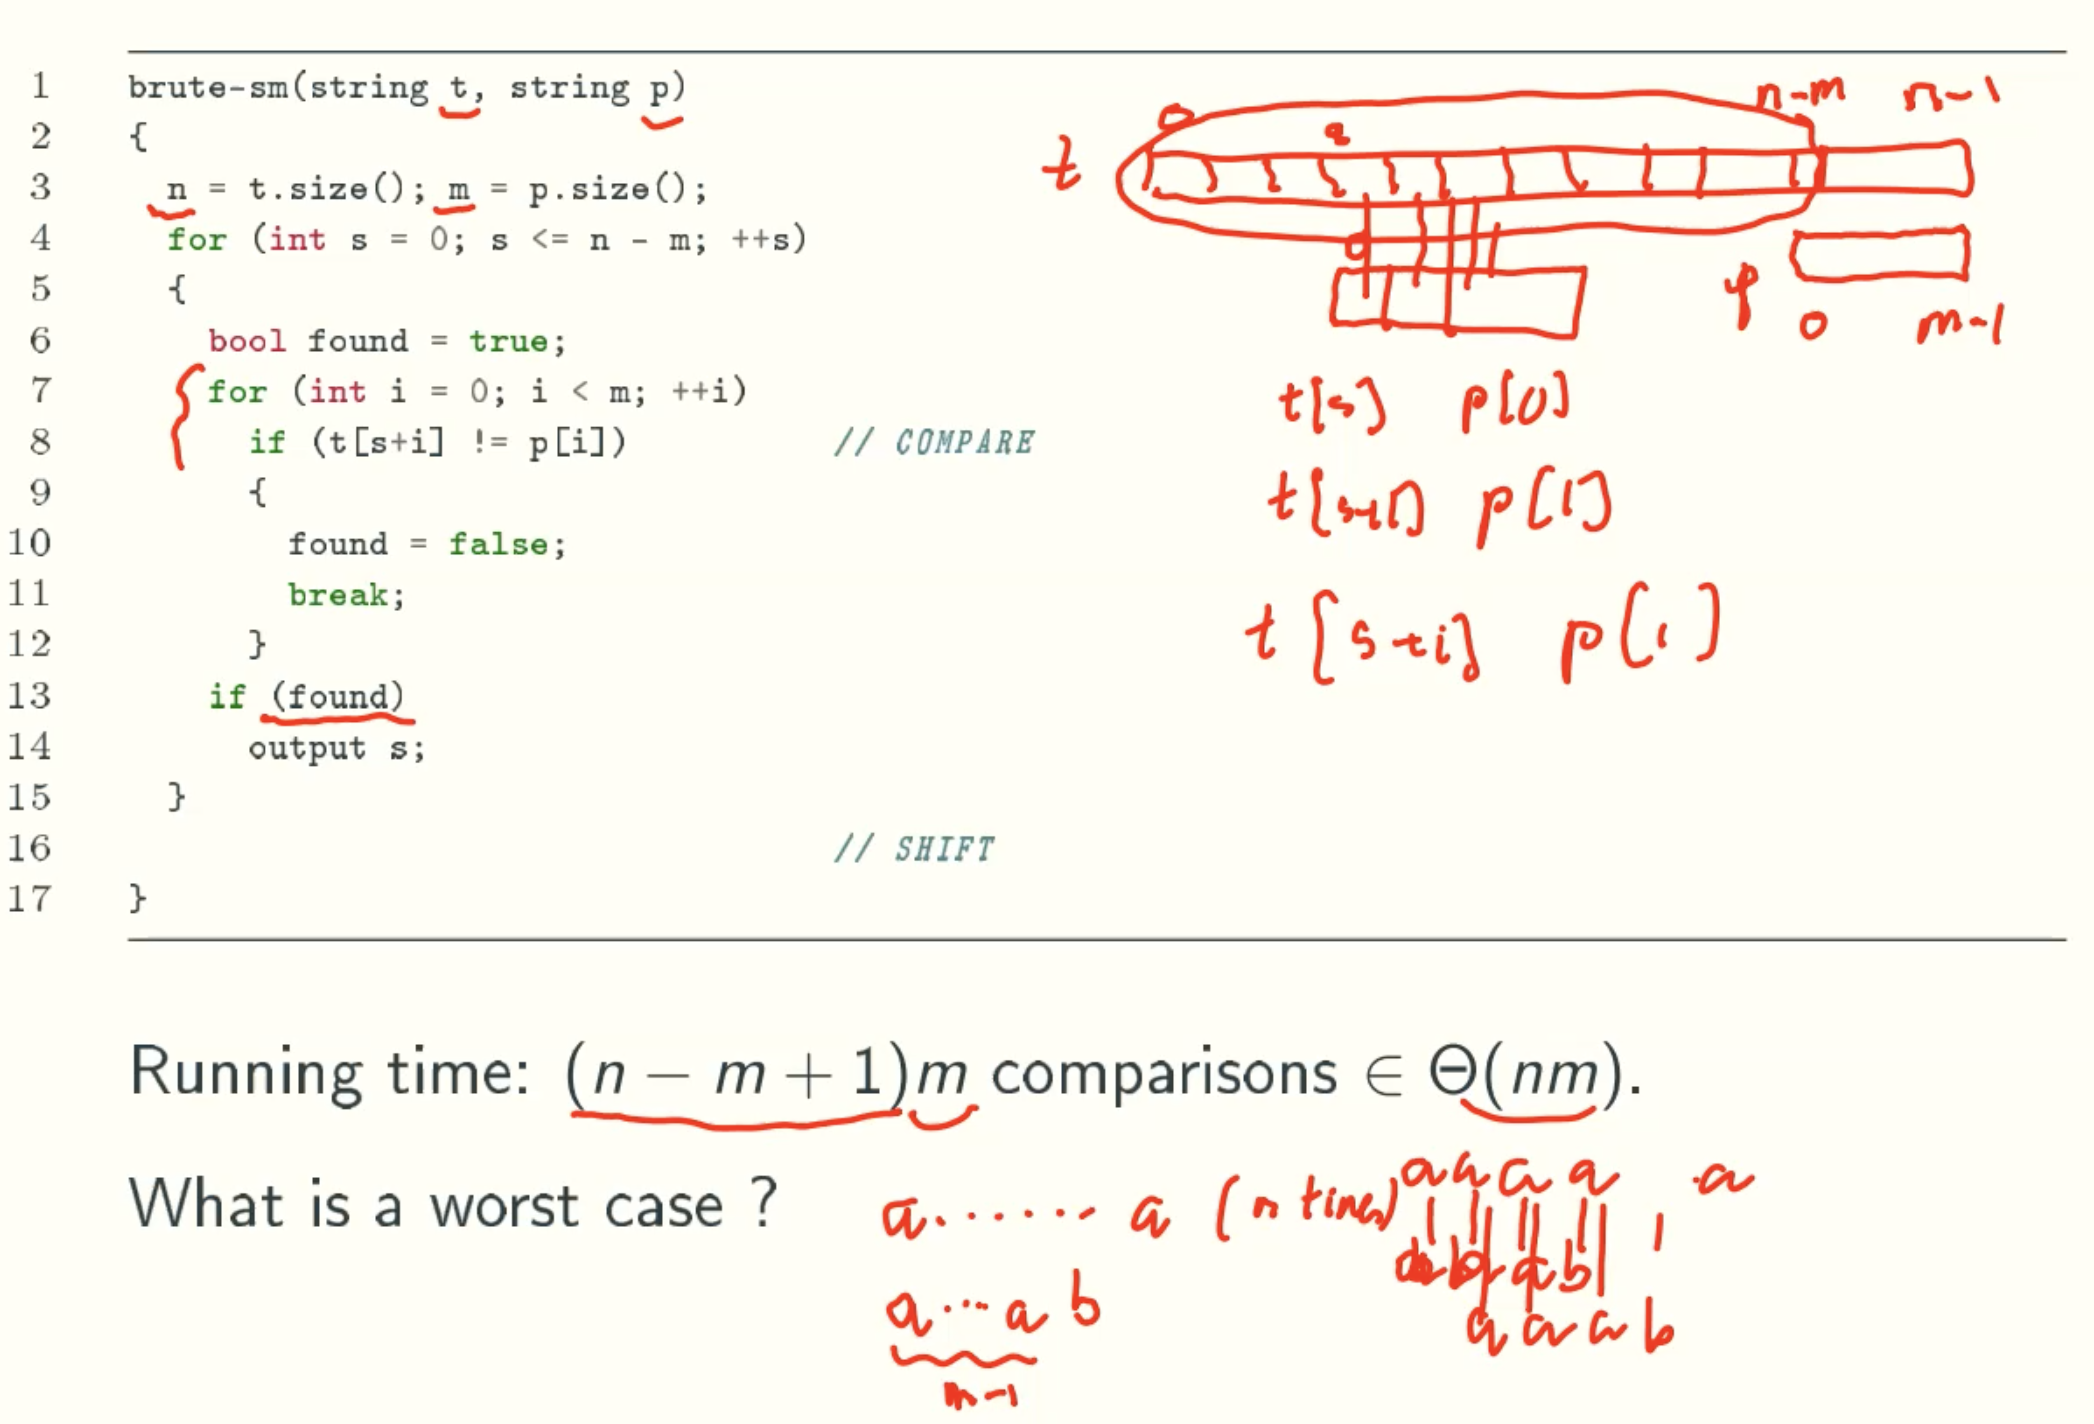 1 brute-sm(string t, string p)
2 {
3 n = t.size(); m = p.size();
4 for (int s = 0; s <= n - m; ++s)
5 {
6 bool found = true;
7 for (int i = 0; i < m; ++i)
8 if (t[s+i] != p[i]) // COMPARE
9 {
10 found = false;
11 break;
12 }
13 if (found)
14 output s;
15 }
16 // SHIFT
17 }
0 n-m n-1
t
0
p 0 m-1
t[s] p[0]
t[s+1] p[1]
t[s+i] p[i]
Running time: (n − m + 1)m comparisons ∈ Θ(nm).
What is a worst case ?
a......a (n times)
a...a b
m-1
a a a a a
a a a b